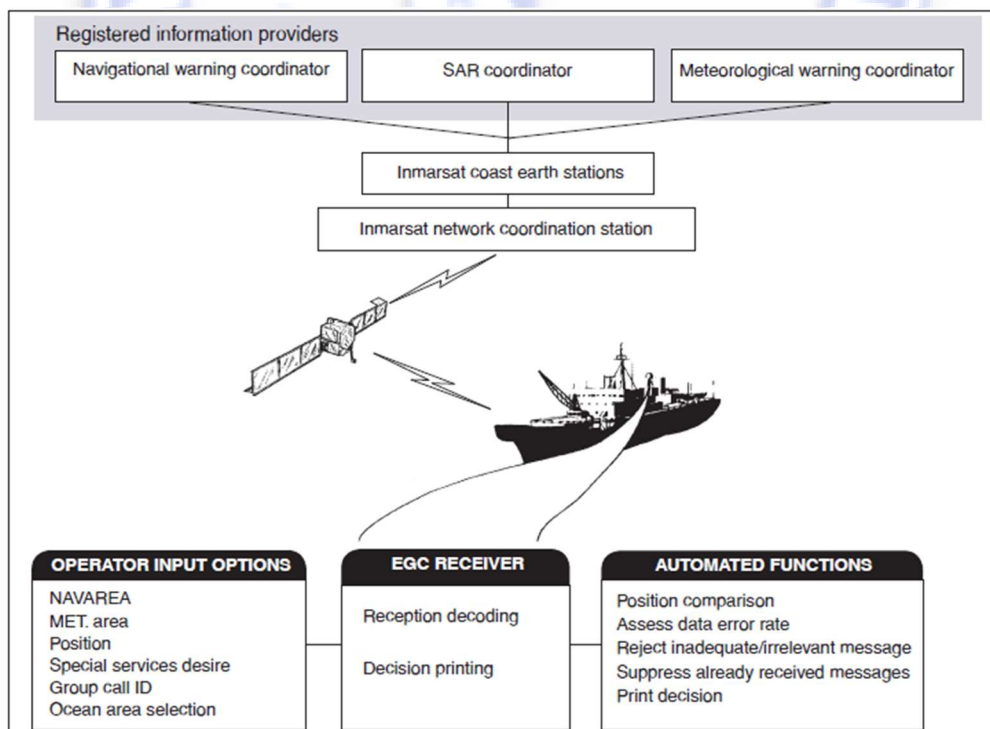 Registered information providers
Navigational warning coordinator
SAR coordinator
Meteorological warning coordinator
Inmarsat coast earth stations
Inmarsat network coordination station
OPERATOR INPUT OPTIONS
NAVAREA
MET. area
Position
Special services desire
Group call ID
Ocean area selection
EGC RECEIVER
Reception decoding
Decision printing
AUTOMATED FUNCTIONS
Position comparison
Assess data error rate
Reject inadequate/irrelevant message
Suppress already received messages
Print decision